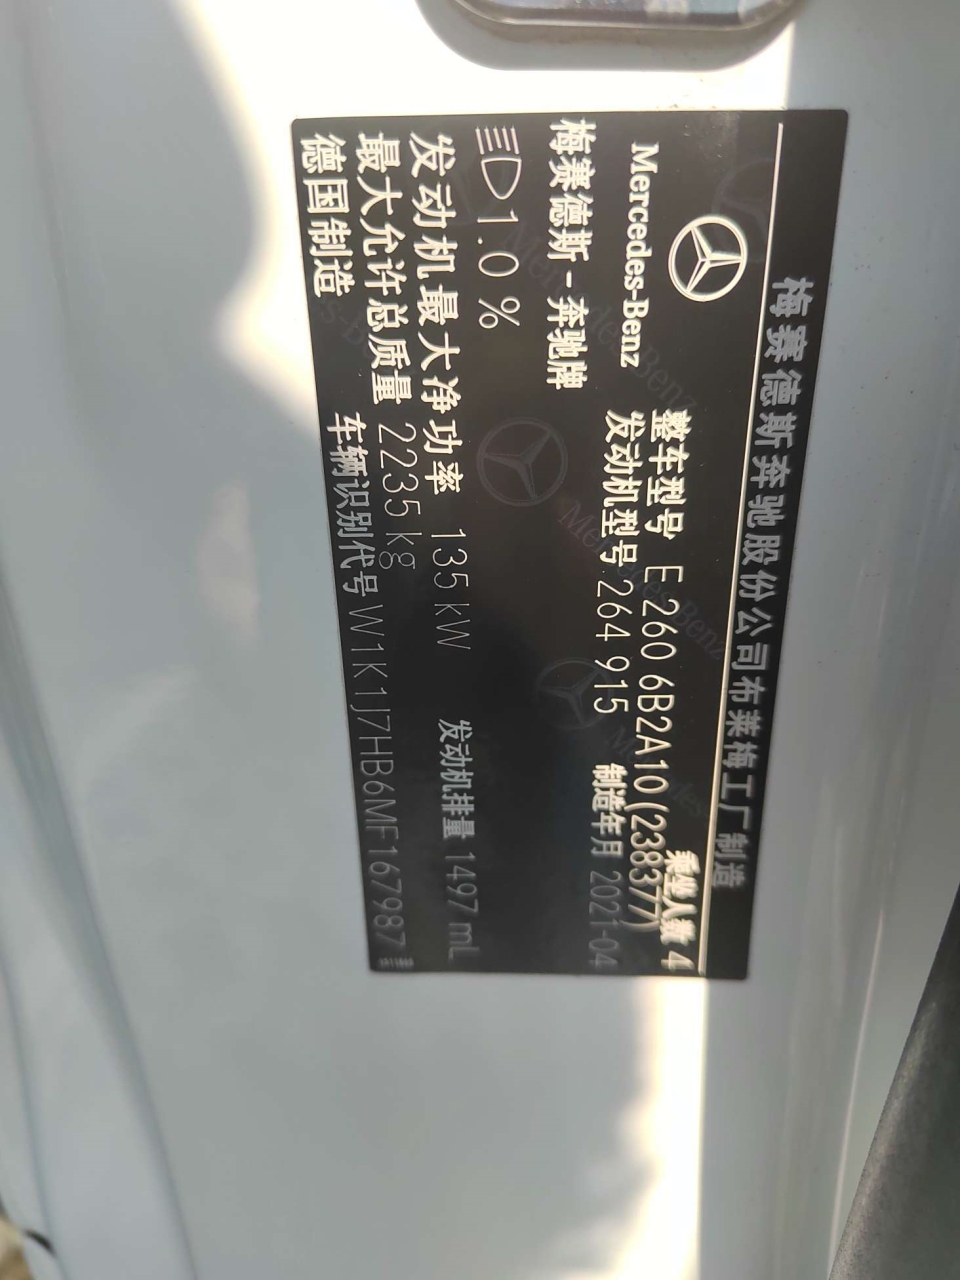 梅赛德斯奔驰股份公司布莱梅工厂制造
乘坐人数 4
Mercedes-Benz
整车型号 E 260 6B2A10(238377)
发动机型号 264 915
制造年月 2021-04
梅赛德斯-奔驰牌
1.0 %
发动机最大净功率 135 kW
发动机排量 1497 mL
最大允许总质量 2235 kg
德国制造
车辆识别代号 W1K1J7HB6MF167987